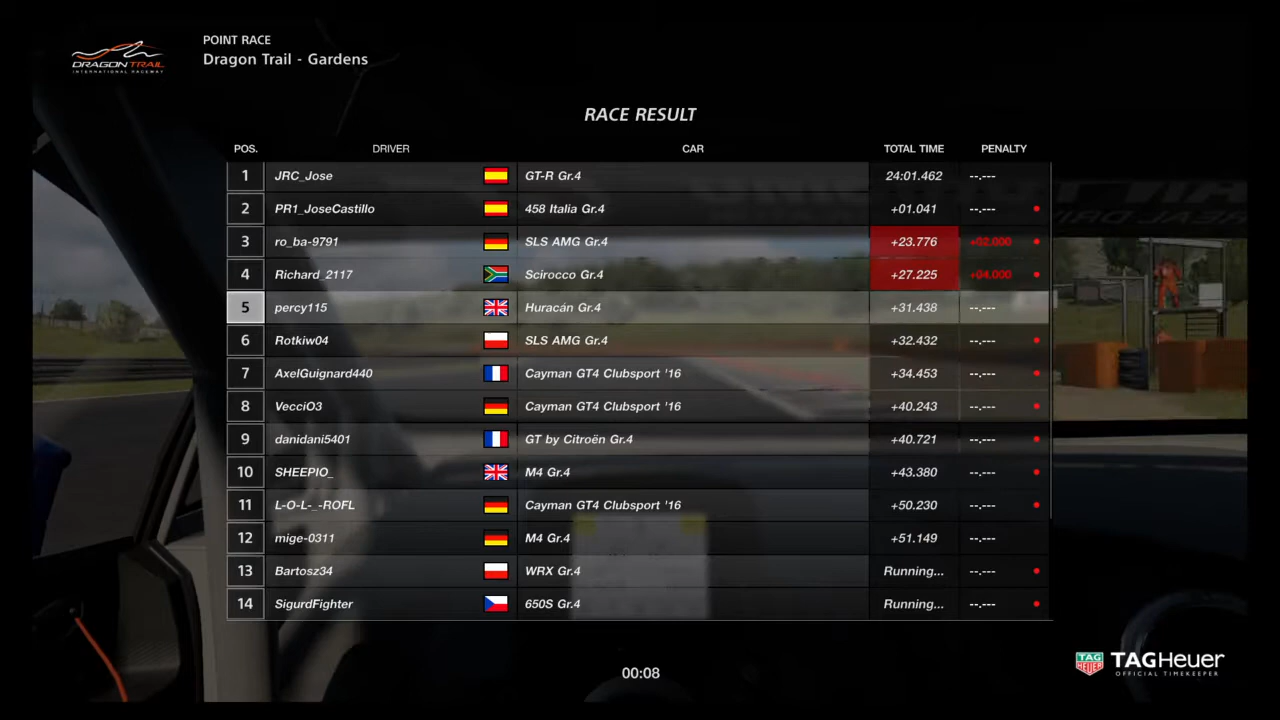 POINT RACE
DRAGON TRAIL
INTERNATIONAL RACEWAY
Dragon Trail - Gardens
RACE RESULT
POS. DRIVER CAR TOTAL TIME PENALTY
1 JRC_Jose GT-R Gr.4 24:01.462 --.---
2 PR1_JoseCastillo 458 Italia Gr.4 +01.041 --.---
3 ro_ba-9791 SLS AMG Gr.4 +23.776 +02.000
4 Richard_2117 Scirocco Gr.4 +27.225 +04.000
5 percy115 Huracán Gr.4 +31.438 --.---
6 Rotkiw04 SLS AMG Gr.4 +32.432 --.---
7 AxelGuignard440 Cayman GT4 Clubsport '16 +34.453 --.---
8 VecciO3 Cayman GT4 Clubsport '16 +40.243 --.---
9 danidani5401 GT by Citroën Gr.4 +40.721 --.---
10 SHEEPIO_ M4 Gr.4 +43.380 --.---
11 L-O-L-_-ROFL Cayman GT4 Clubsport '16 +50.230 --.---
12 mige-0311 M4 Gr.4 +51.149 --.---
13 Bartosz34 WRX Gr.4 Running... --.---
14 SigurdFighter 650S Gr.4 Running... --.---
00:08
TAG HEUER TAGHeuer
OFFICIAL TIMEKEEPER